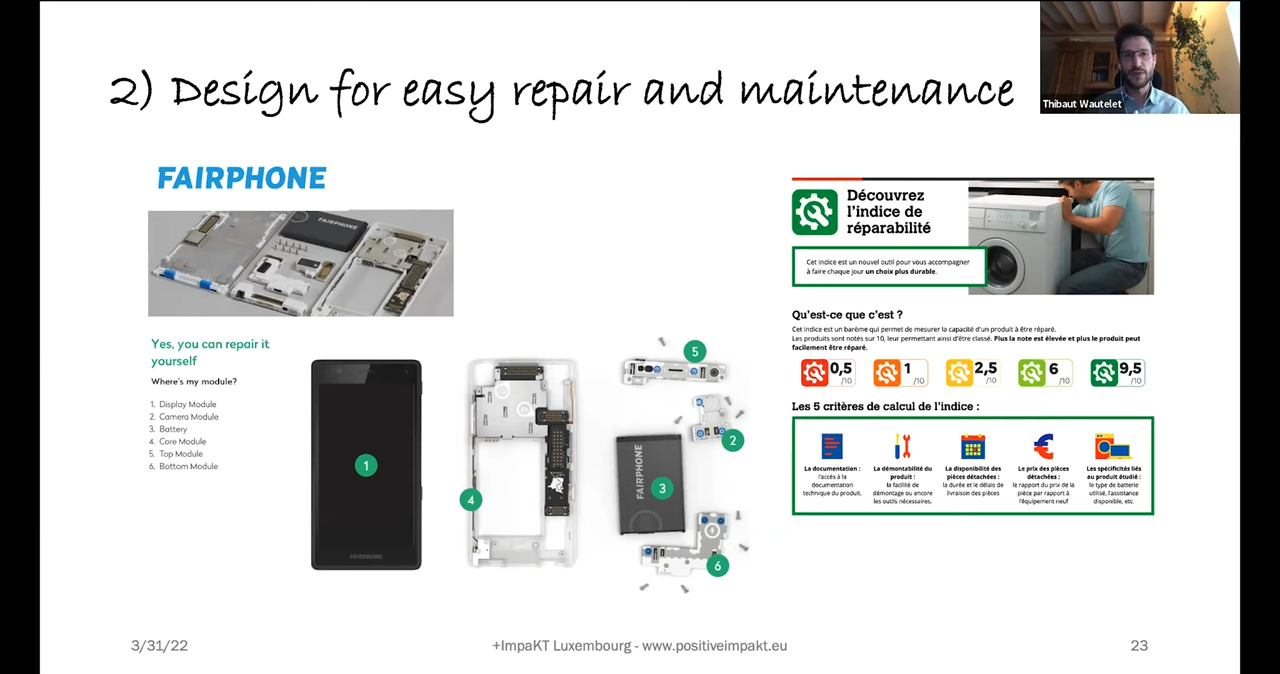 2) Design for easy repair and maintenance
Thibaut Wautelet
FAIRPHONE
FAIRPHONE
Yes, you can repair it
yourself
Where's my module?
1. Display Module
2. Camera Module
3. Battery
4. Core Module
5. Top Module
6. Bottom Module
1
FAIRPHONE
4
5
2
FAIRPHONE
3
6
Découvrez
l'indice de
réparabilité
Cet indice est un nouvel outil pour vous accompagner
à faire chaque jour un choix plus durable.
Qu'est-ce que c'est ?
Cet indice est un barème qui permet de mesurer la capacité d'un produit à être réparé.
Les produits sont notés sur 10, leur permettant ainsi d'être classé. Plus la note est élevée et plus le produit peut
facilement être réparé.
0,5 /10
1 /10
2,5 /10
6 /10
9,5 /10
Les 5 critères de calcul de l'indice :
La documentation :
l'accès à la
documentation
technique du produit.
La démontabilité du
produit :
la facilité de
démontage ou encore
les outils nécessaires.
La disponibilité des
pièces détachées :
la durée et le délais de
livraison des pièces
Le prix des pièces
détachées :
le rapport du prix de la
pièce par rapport à
l'équipement neuf
Les spécificités liés
au produit étudié :
le type de batterie
utilisé, l'assistance
disponible, etc.
3/31/22
+ImpaKT Luxembourg - www.positiveimpakt.eu
23